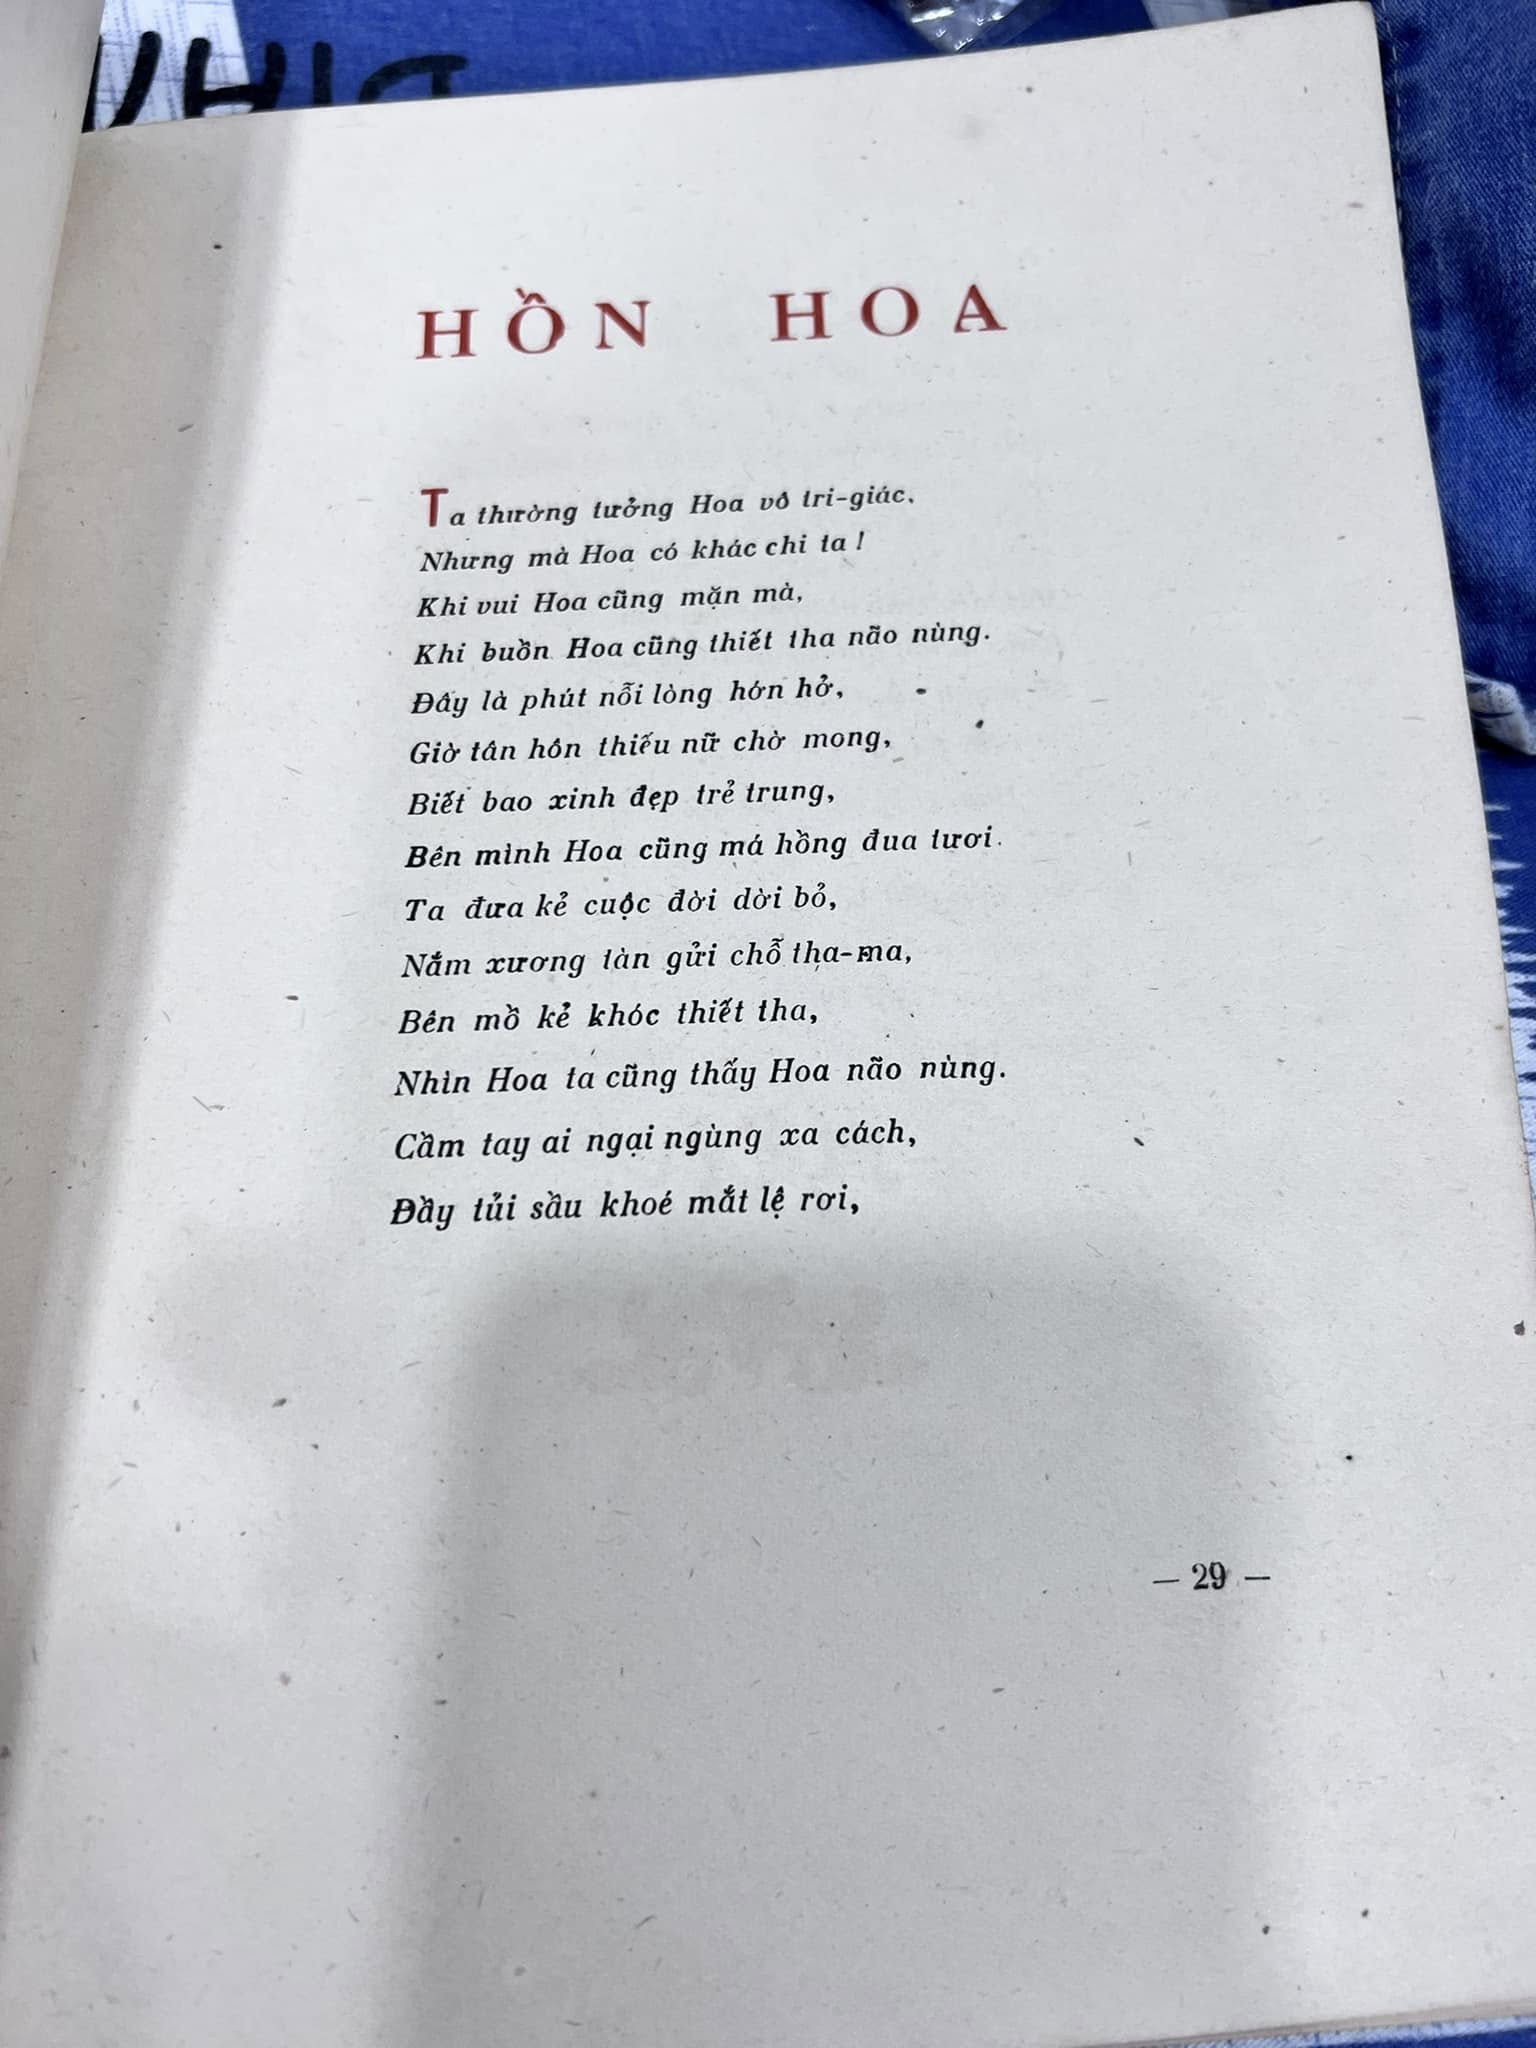 HỒN HOA
Ta thường tưởng Hoa vô tri-giác.
Nhưng mà Hoa có khác chi ta !
Khi vui Hoa cũng mặn mà,
Khi buồn Hoa cũng thiết tha não nùng.
Đây là phút nỗi lòng hớn hở,
Giờ tân hôn thiếu nữ chờ mong,
Biết bao xinh đẹp trẻ trung,
Bên mình Hoa cũng má hồng đua tươi.
Ta đưa kẻ cuộc đời dời bỏ,
Nắm xương tàn gửi chỗ tha-ma,
Bên mồ kẻ khóc thiết tha,
Nhìn Hoa ta cũng thấy Hoa não nùng.
Cầm tay ai ngại ngùng xa cách,
Đầy tủi sầu khoé mắt lệ rơi,
— 29 —